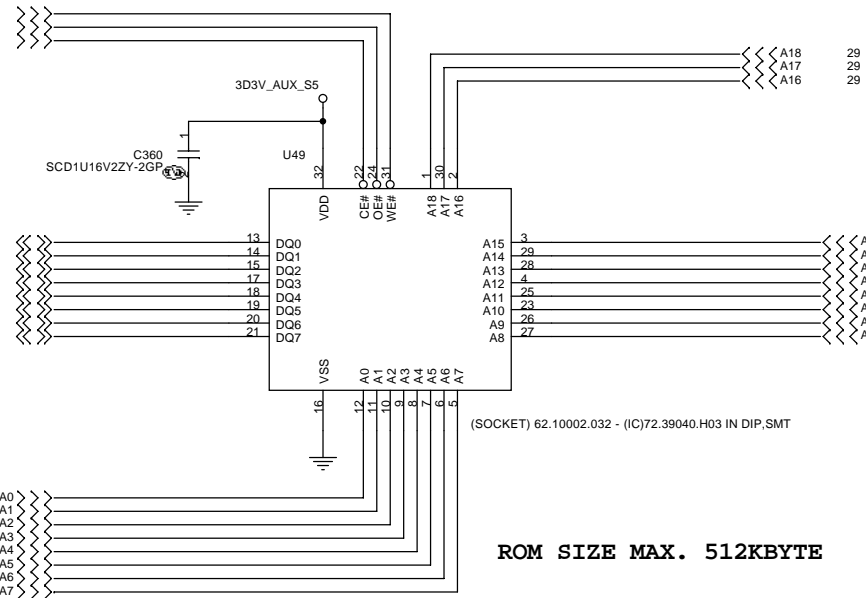 A18 29
A17 29
A16 29
3D3V_AUX_S5
1
C360
SCD1U16V2ZY-2GP
U49
32
22
24
31
1
30
2
VDD
CE#
OE#
WE#
A18
A17
A16
13 DQ0
14 DQ1
15 DQ2
17 DQ3
18 DQ4
19 DQ5
20 DQ6
21 DQ7
A15 3
A14 29
A13 28
A12 4
A11 25
A10 23
A9 26
A8 27
A
A
A
A
A
A
A
A
VSS
A0
A1
A2
A3
A4
A5
A6
A7
16
12
11
10
9
8
7
6
5
(SOCKET) 62.10002.032 - (IC)72.39040.H03 IN DIP,SMT
A0
A1
A2
A3
A4
A5
A6
A7
ROM SIZE MAX. 512KBYTE